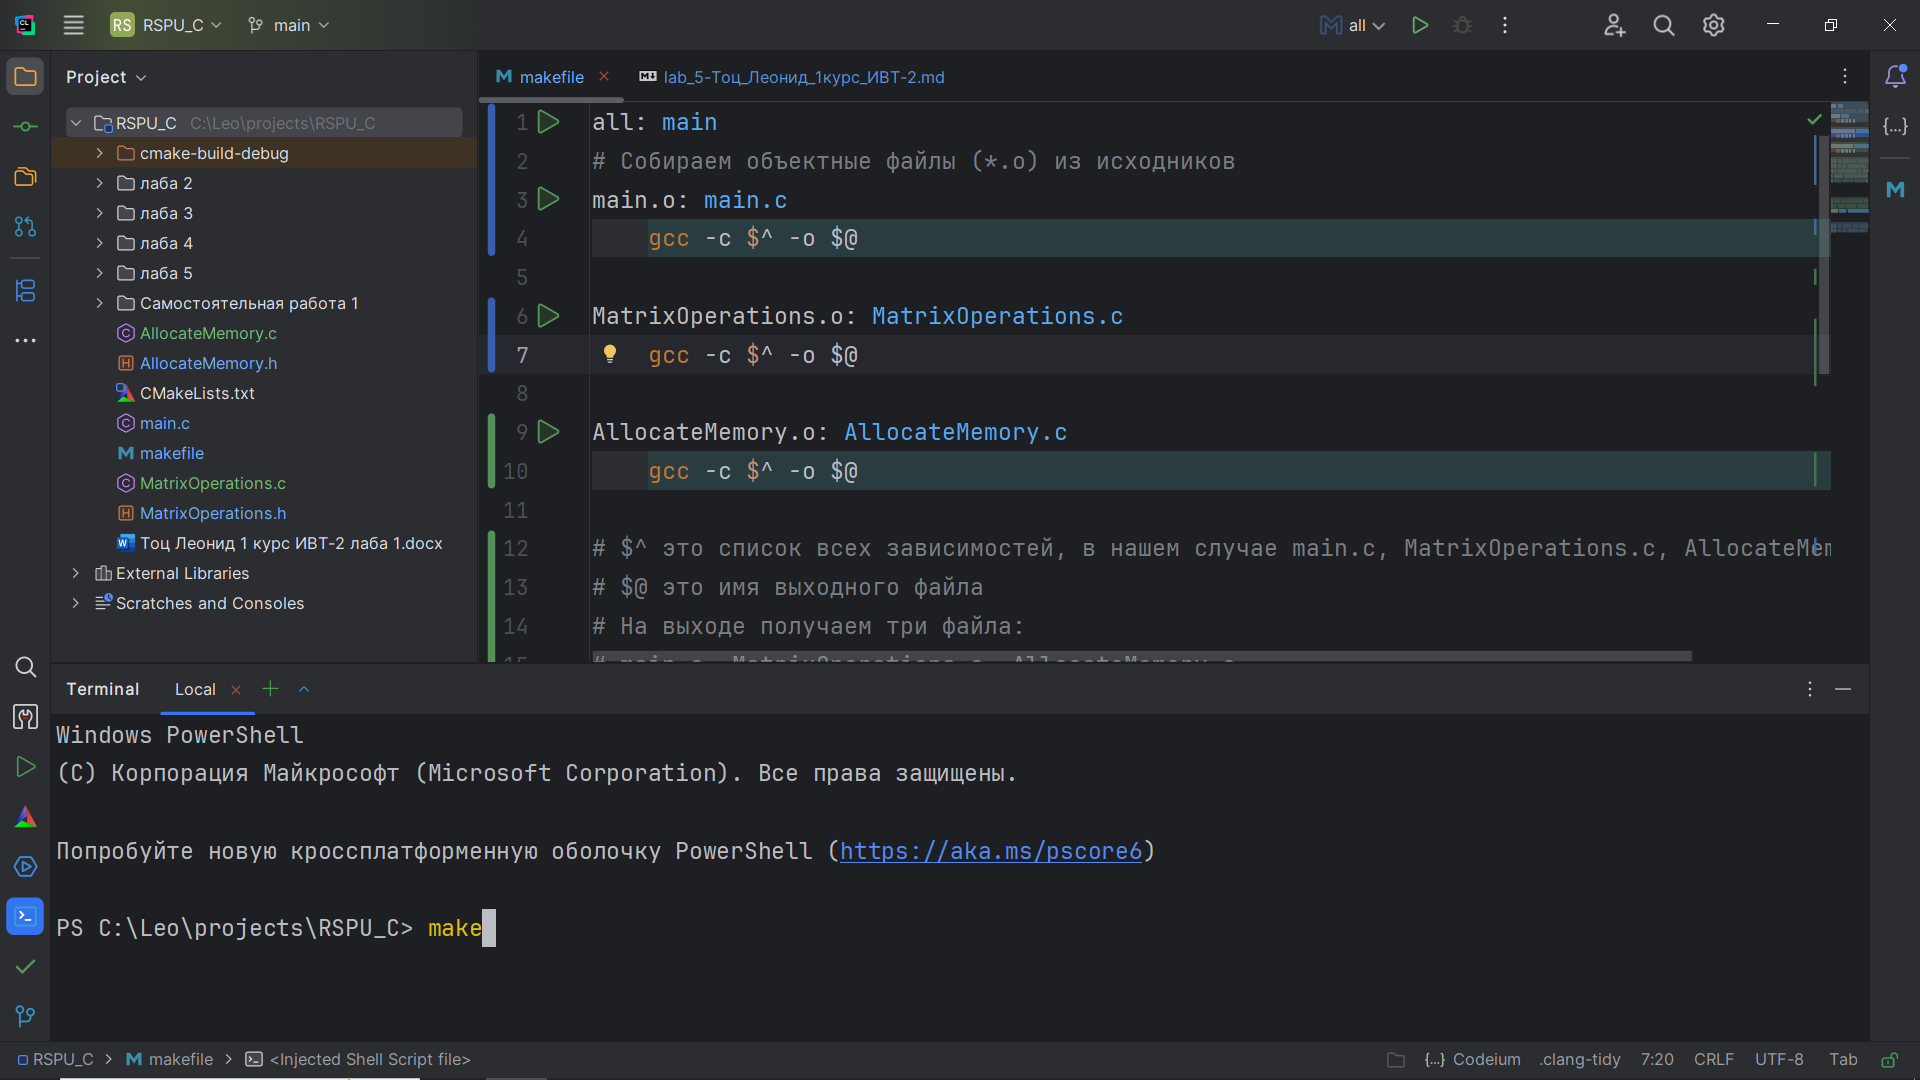 RS RSPU_C main all
Project
RSPU_C C:\Leo\projects\RSPU_C
cmake-build-debug
лаба 2
лаба 3
лаба 4
лаба 5
Самостоятельная работа 1
AllocateMemory.c
AllocateMemory.h
CMakeLists.txt
main.c
makefile
MatrixOperations.c
MatrixOperations.h
Тоц Леонид 1 курс ИВТ-2 лаба 1.docx
External Libraries
Scratches and Consoles
makefile lab_5-Тоц_Леонид_1курс_ИВТ-2.md
1 all: main
2 # Собираем объектные файлы (*.o) из исходников
3 main.o: main.c
4 gcc -c $^ -o $@
5
6 MatrixOperations.o: MatrixOperations.c
7 gcc -c $^ -o $@
8
9 AllocateMemory.o: AllocateMemory.c
10 gcc -c $^ -o $@
11
12 # $^ это список всех зависимостей, в нашем случае main.c, MatrixOperations.c, AllocateMem
13 # $@ это имя выходного файла
14 # На выходе получаем три файла:
Terminal Local
Windows PowerShell
(C) Корпорация Майкрософт (Microsoft Corporation). Все права защищены.
Попробуйте новую кроссплатформенную оболочку PowerShell (https://aka.ms/pscore6)
PS C:\Leo\projects\RSPU_C> make
RSPU_C > makefile > <Injected Shell Script file> {...} Codeium .clang-tidy 7:20 CRLF UTF-8 Tab